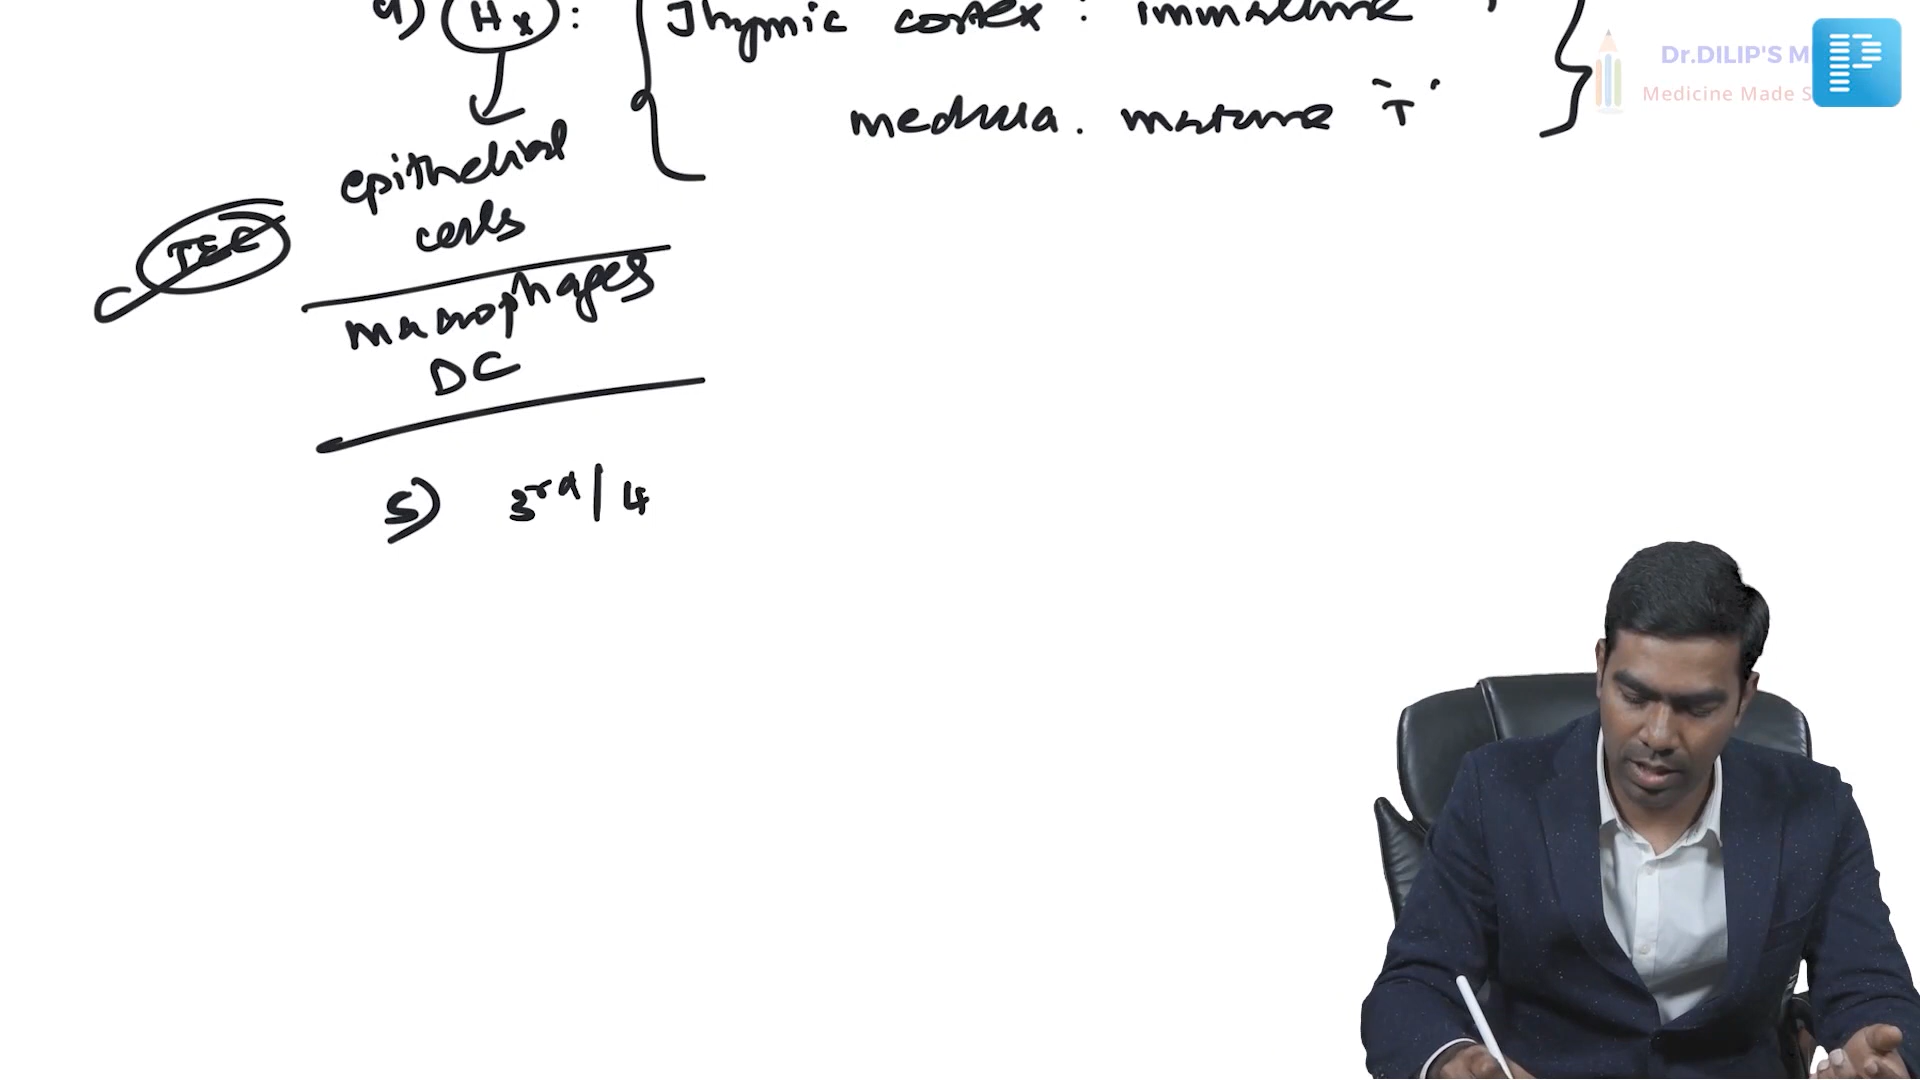 4) Hx : Thymic cortex : immature '
medulla. mature 'T'
epithelial
cells
TEC
macrophages
DC
5) 3rd/4
Dr.DILIP'S M
Medicine Made S
P